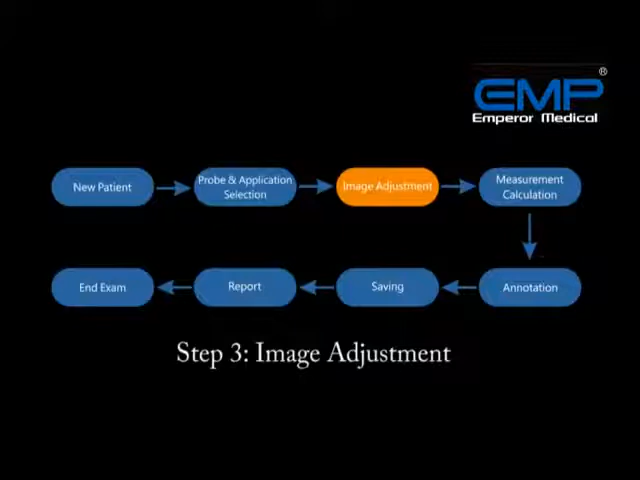 EMP®
Emperor Medical
New Patient
Probe & Application
Selection
Image Adjustment
Measurement
Calculation
End Exam
Report
Saving
Annotation
Step 3: Image Adjustment